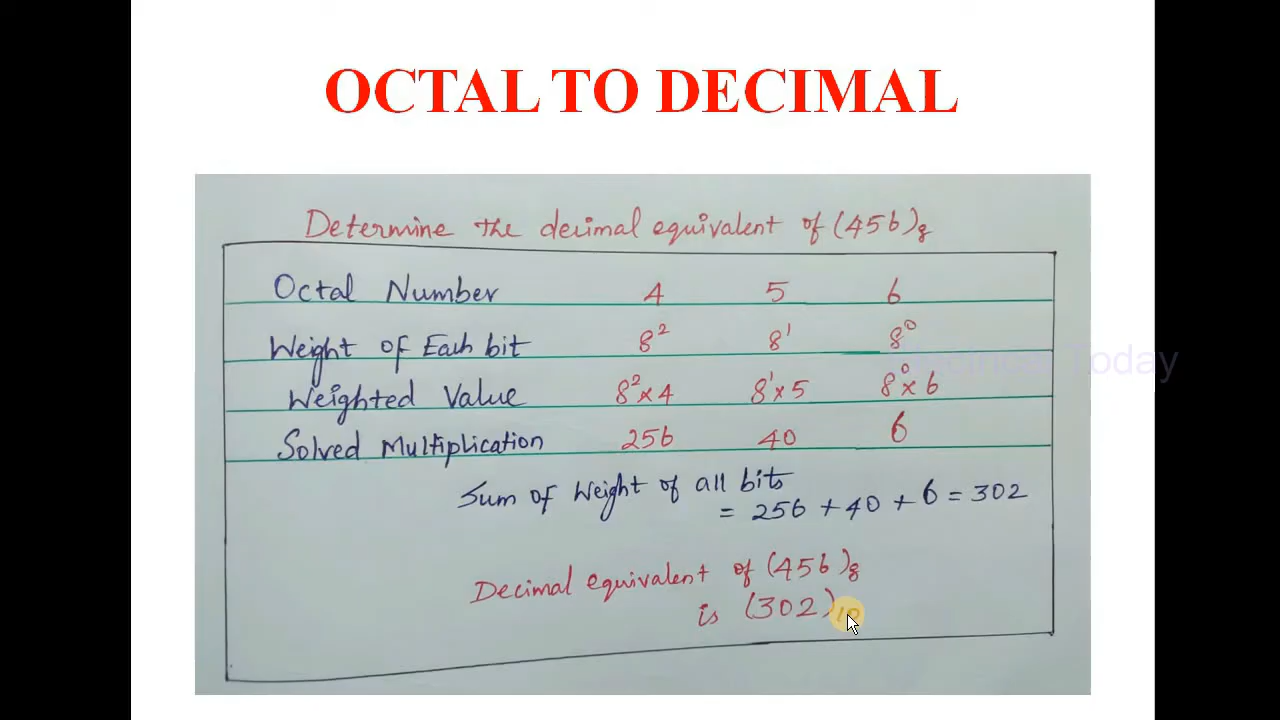 OCTAL TO DECIMAL
Determine the decimal equivalent of (456)₈
Octal Number 4 5 6
Weight of Each bit 8² 8¹ 8⁰
Today
Weighted Value 8²×4 8¹×5 8⁰×6
Solved Multiplication 256 40 6
Sum of Weight of all bits
= 256 + 40 + 6 = 302
Decimal equivalent of (456)₈
is (302)₁₀